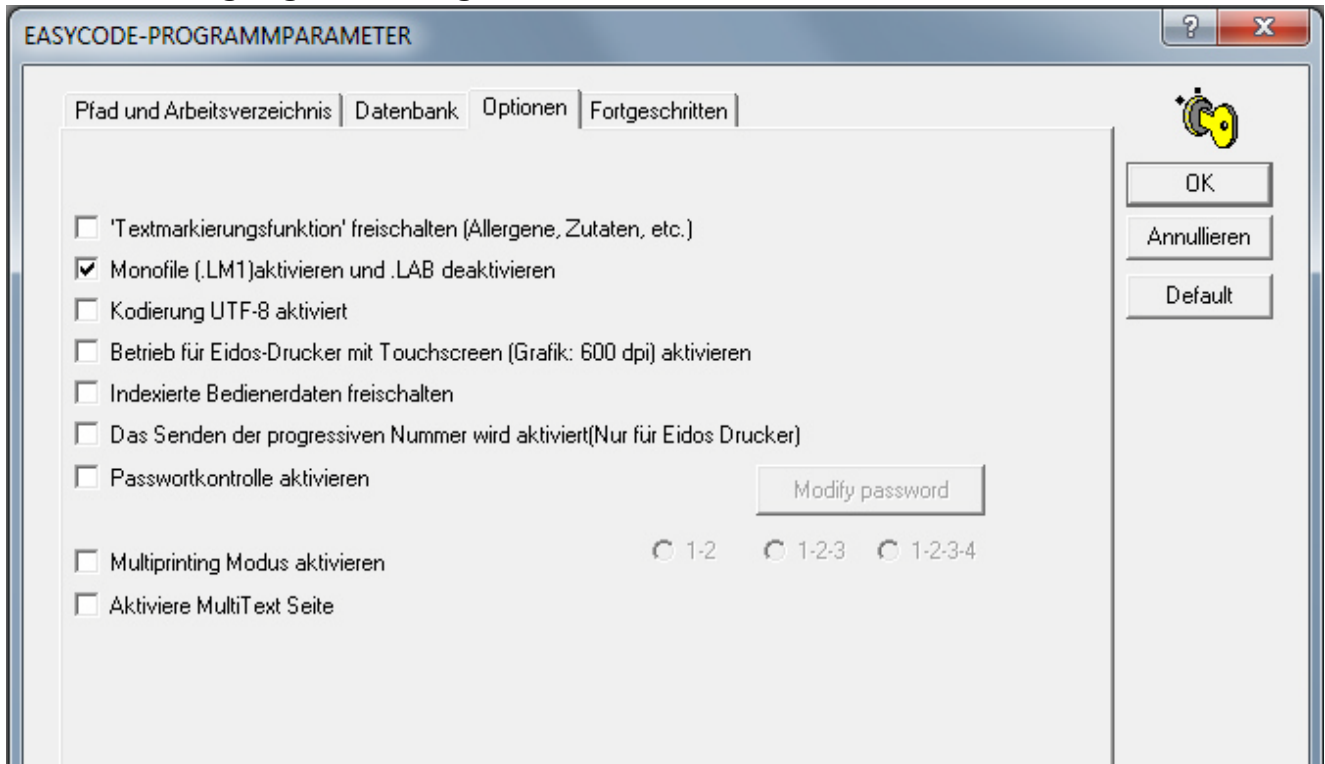 EASYCODE-PROGRAMMPARAMETER
Pfad und Arbeitsverzeichnis Datenbank Optionen Fortgeschritten
OK
'Textmarkierungsfunktion' freischalten (Allergene, Zutaten, etc.)
Annullieren
Monofile (.LM1)aktivieren und .LAB deaktivieren
Default
Kodierung UTF-8 aktiviert
Betrieb für Eidos-Drucker mit Touchscreen (Grafik: 600 dpi) aktivieren
Indexierte Bedienerdaten freischalten
Das Senden der progressiven Nummer wird aktiviert(Nur für Eidos Drucker)
Passwortkontrolle aktivieren
Modify password
Multiprinting Modus aktivieren
1-2 1-2-3 1-2-3-4
Aktiviere MultiText Seite